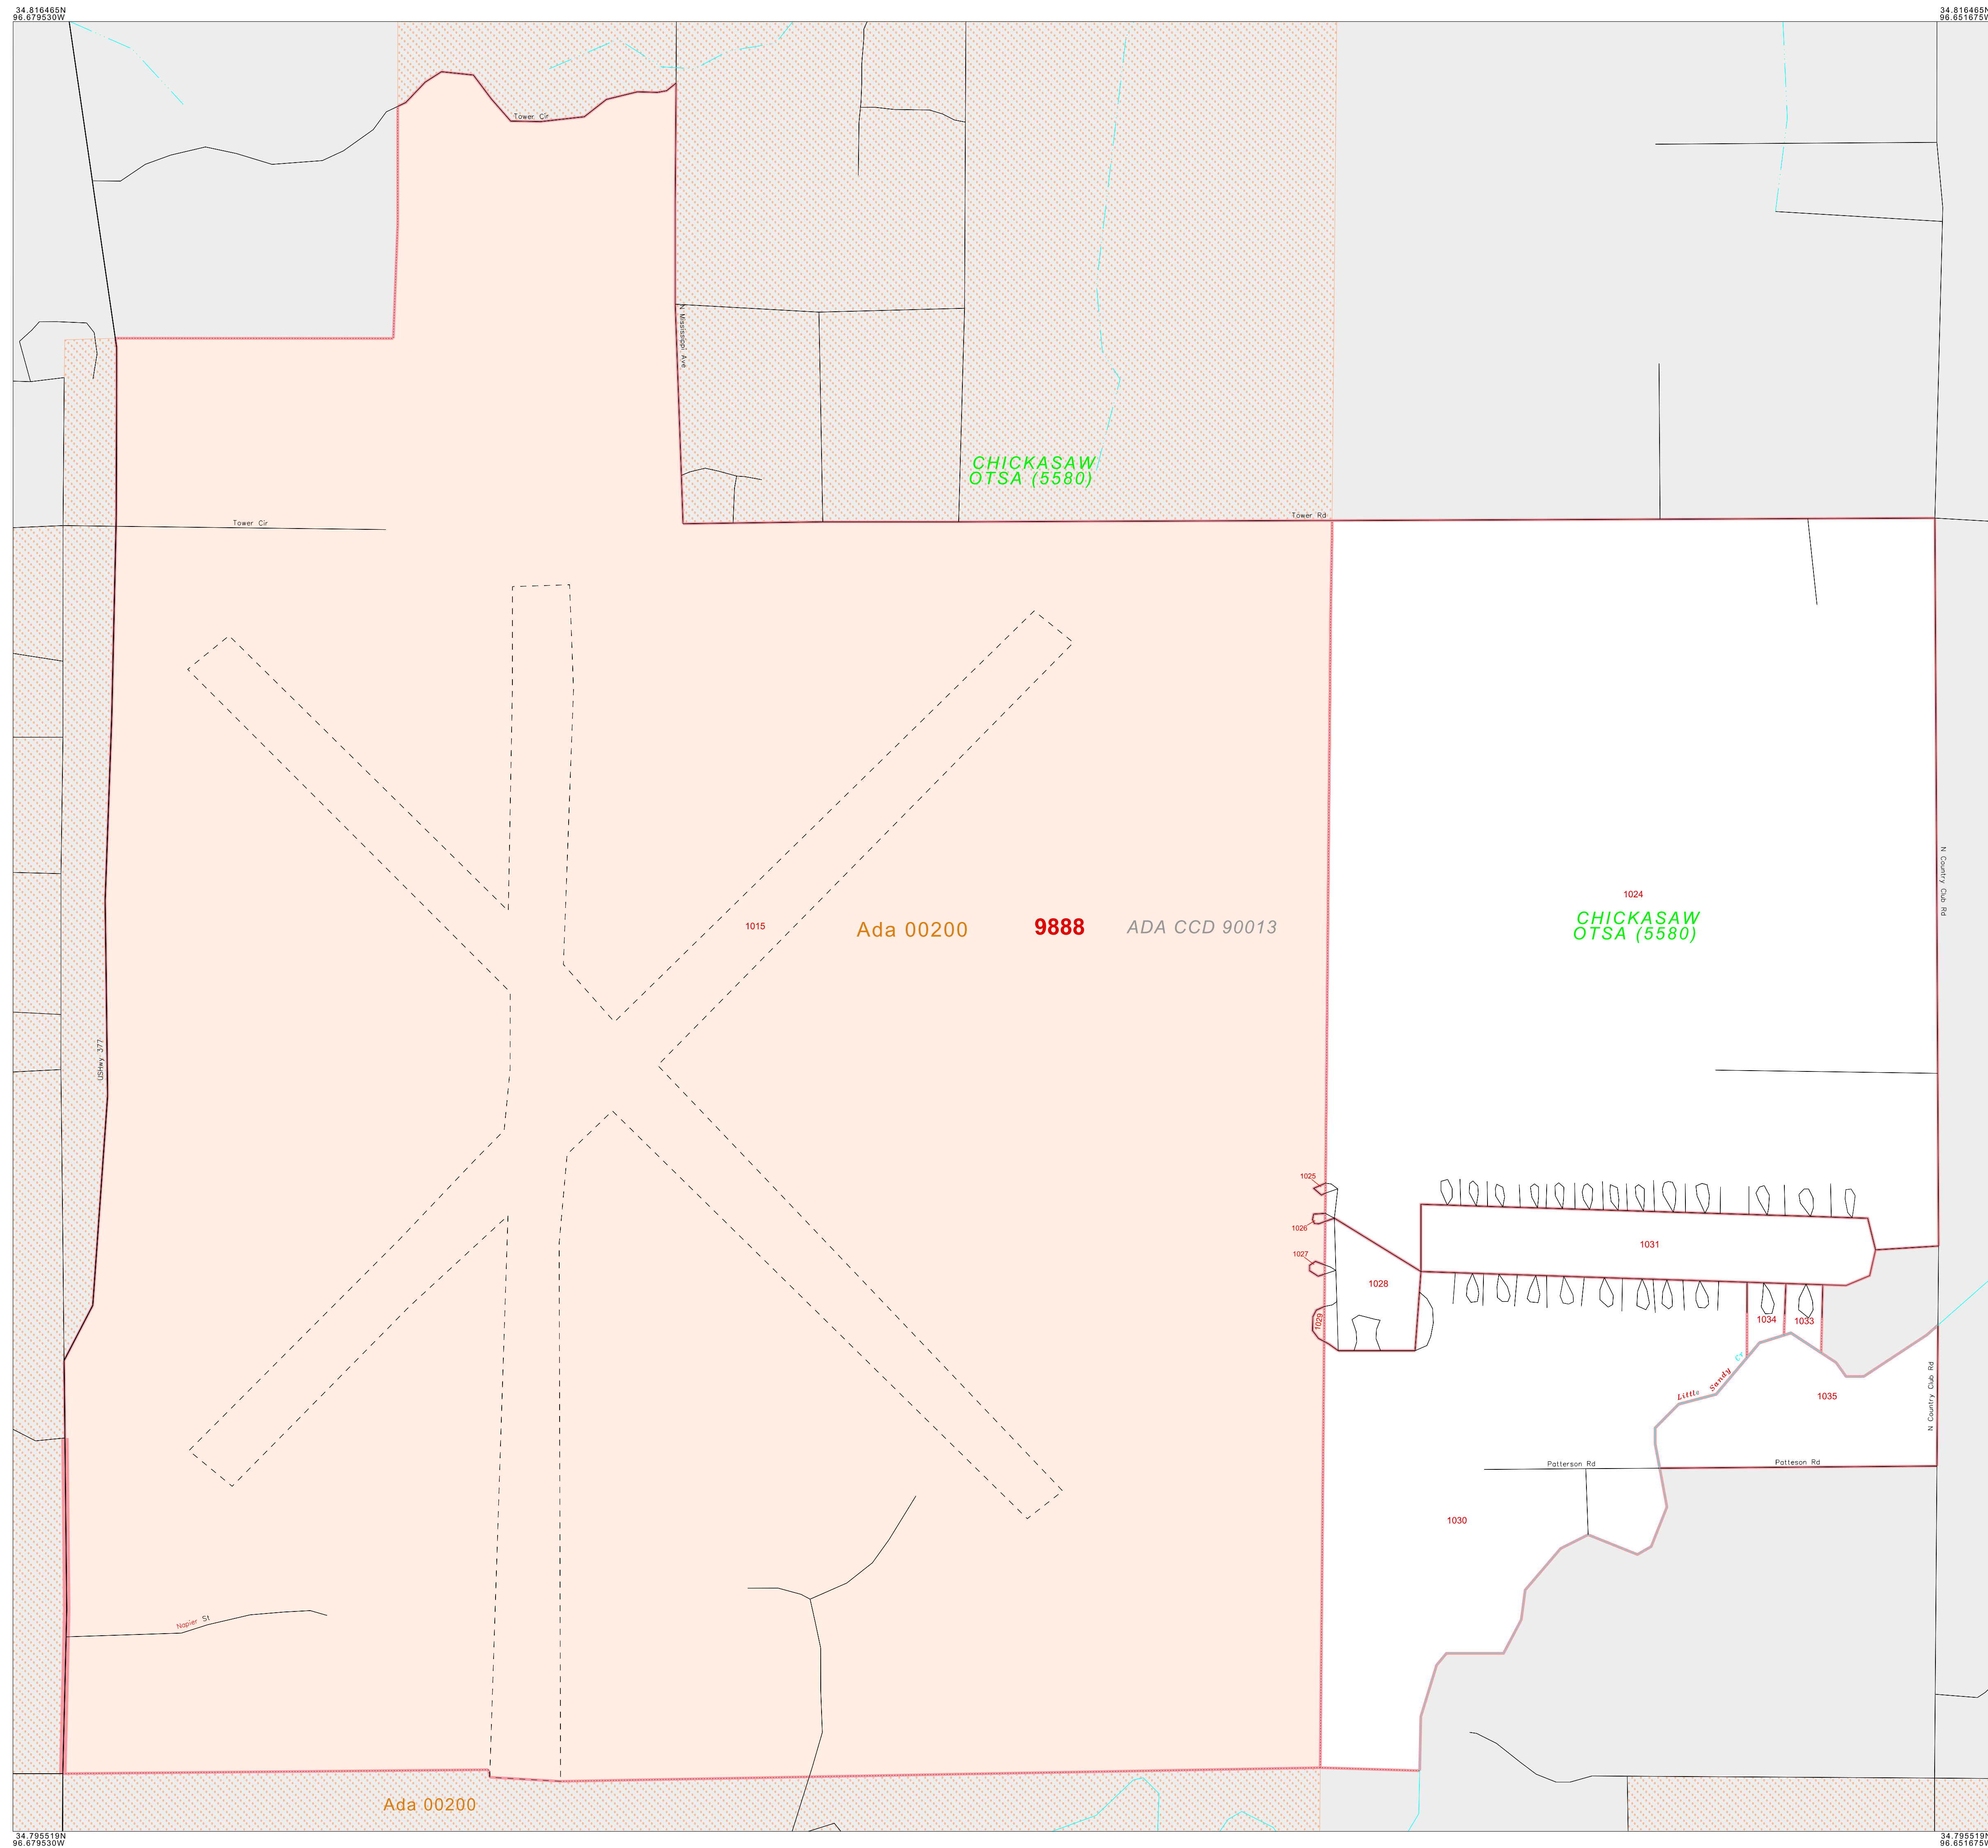 34.816465N
96.679530W
34.816465N
96.651675W
Tower Cir
N Mississippi Ave
CHICKASAW
OTSA (5580)
Tower Cir
Tower Rd
N Country Club Rd
1024
CHICKASAW
OTSA (5580)
1015
Ada 00200
9888
ADA CCD 90013
USHwy 377
1025
1026
1027
1028
1029
1031
1034
1033
Little Sandy Cr
N Country Club Rd
1035
Patterson Rd
Patteson Rd
1030
Napier St
Ada 00200
34.795519N
96.679530W
34.795519N
96.651675W